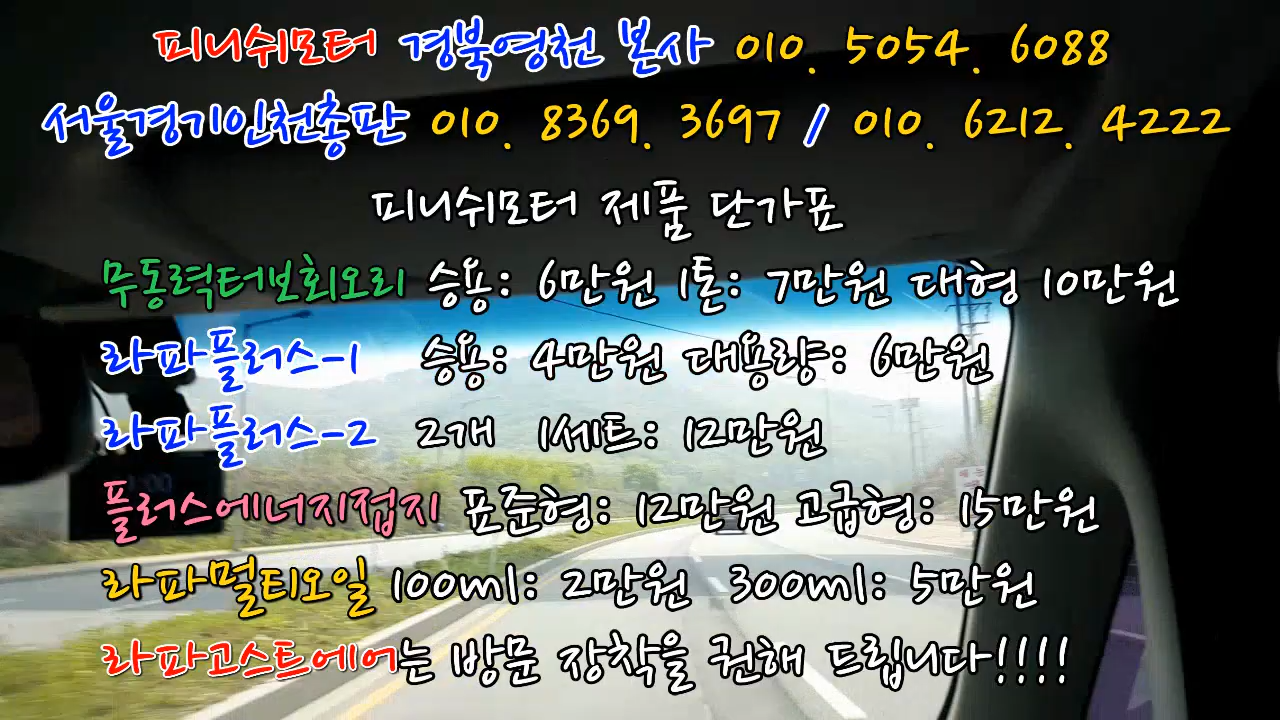 피니쉬모터 경북영천 본사 010. 5054. 6088
서울경기인천총판 010. 8369. 3697 / 010. 6212. 4222
피니쉬모터 제품 단가표
무동력터보회오리 승용: 6만원 1톤: 7만원 대형 10만원
라파플러스-1 승용: 4만원 대용량: 6만원
라파플러스-2 2개 1세트: 12만원
플러스에너지접지 표준형: 12만원 고급형: 15만원
라파멀티오일 100ml: 2만원 300ml: 5만원
라파고스트에어는 방문 장착을 권해 드립니다!!!!